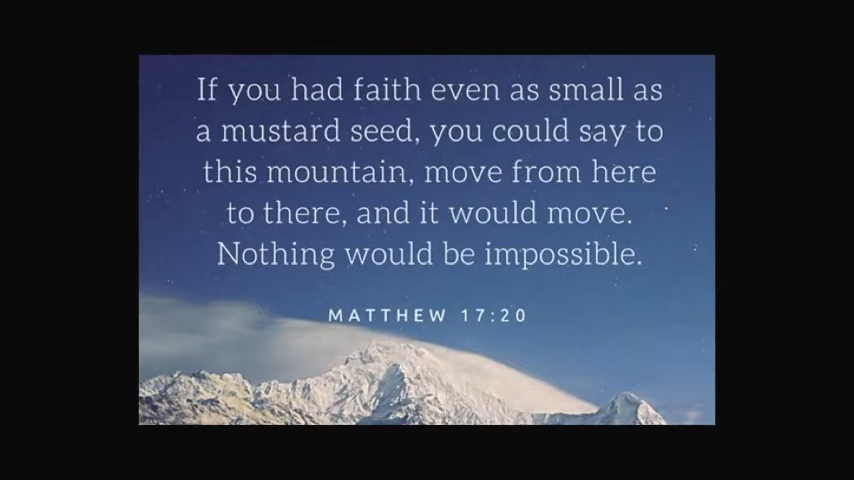 If you had faith even as small as
a mustard seed, you could say to
this mountain, move from here
to there, and it would move.
Nothing would be impossible.
MATTHEW 17:20